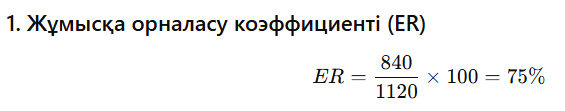 1. Жұмысқа орналасу коэффициенті (ER)
ER = 840/1120 × 100 = 75%